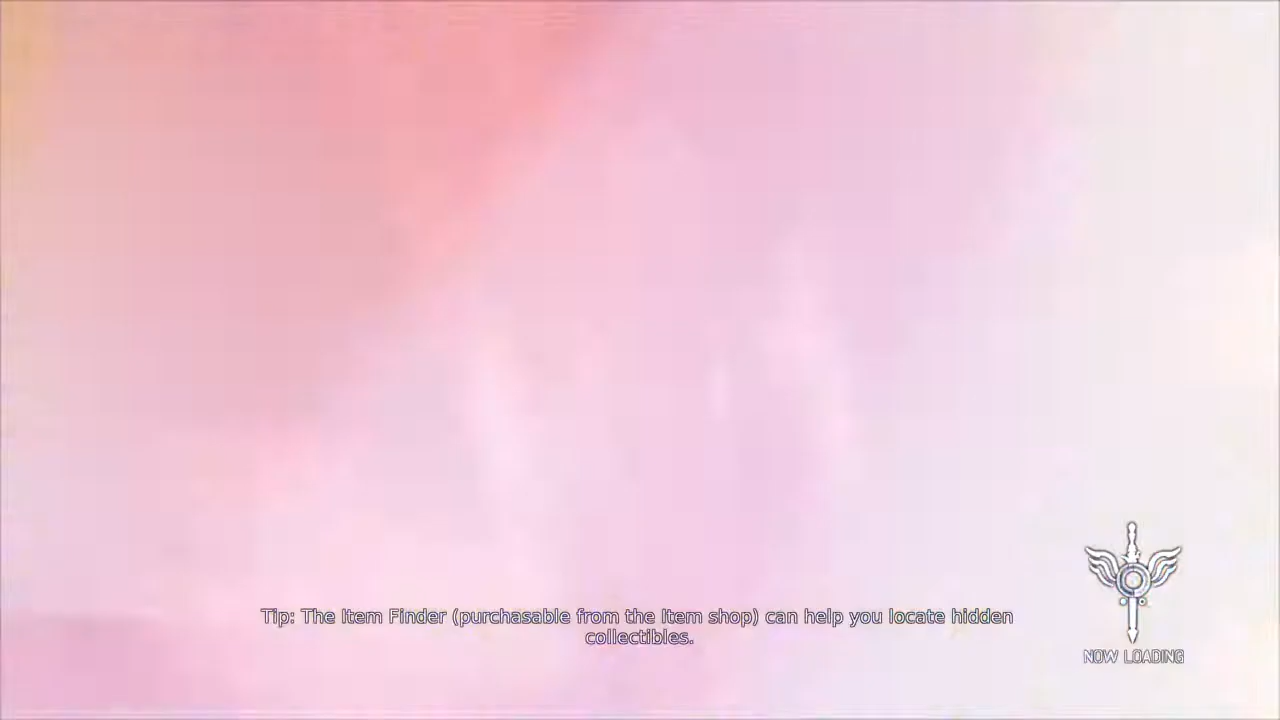 Tip: The Item Finder (purchasable from the Item shop) can help you locate hidden
collectibles.
NOW LOADING